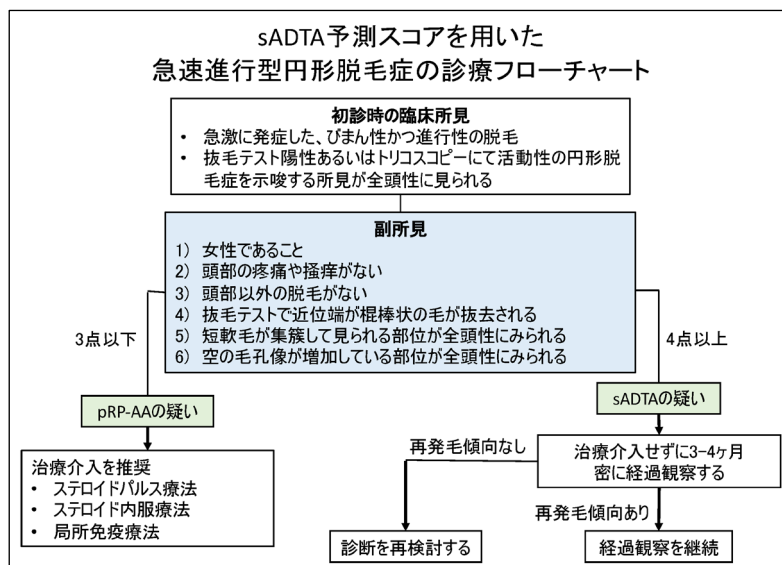 sADTA予測スコアを用いた
急速進行型円形脱毛症の診療フローチャート
初診時の臨床所見
• 急激に発症した、びまん性かつ進行性の脱毛
• 抜毛テスト陽性あるいはトリコスコピーにて活動性の円形脱
毛症を示唆する所見が全頭性に見られる
副所見
1) 女性であること
2) 頭部の疼痛や掻痒がない
3) 頭部以外の脱毛がない
4) 抜毛テストで近位端が棍棒状の毛が抜去される
5) 短軟毛が集簇して見られる部位が全頭性にみられる
6) 空の毛孔像が増加している部位が全頭性にみられる
3点以下
4点以上
pRP-AAの疑い
sADTAの疑い
治療介入を推奨
• ステロイドパルス療法
• ステロイド内服療法
• 局所免疫療法
再発毛傾向なし
治療介入せずに3-4ヶ月
密に経過観察する
再発毛傾向あり
診断を再検討する
経過観察を継続